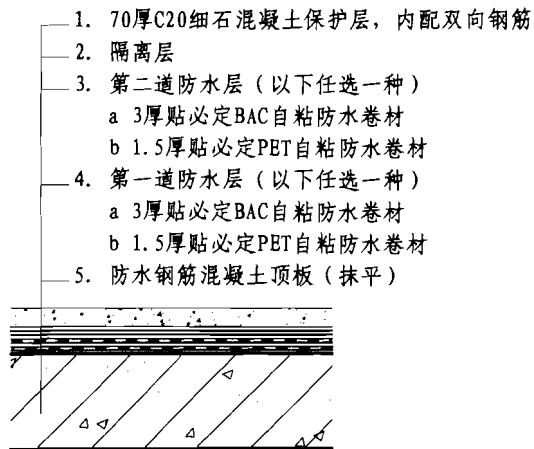 1. 70厚C20细石混凝土保护层，内配双向钢筋
2. 隔离层
3. 第二道防水层（以下任选一种）
a 3厚贴必定BAC自粘防水卷材
b 1.5厚贴必定PET自粘防水卷材
4. 第一道防水层（以下任选一种）
a 3厚贴必定BAC自粘防水卷材
b 1.5厚贴必定PET自粘防水卷材
5. 防水钢筋混凝土顶板（抹平）